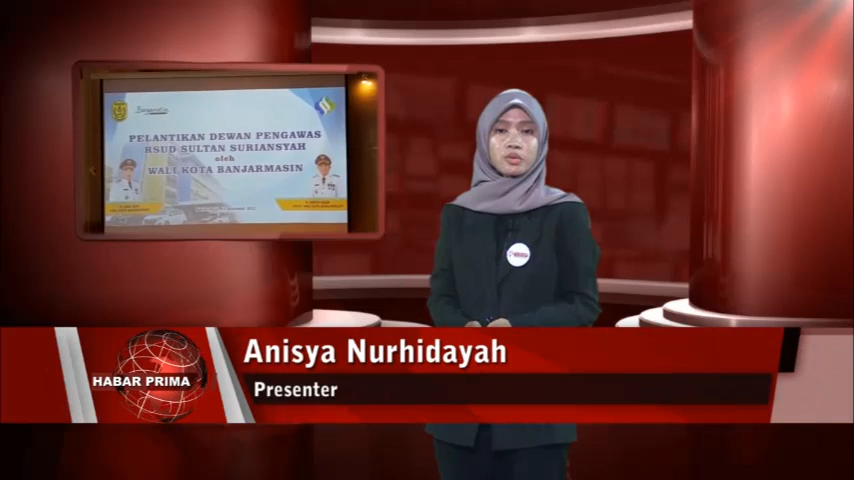 PELANTIKAN DEWAN PENGAWAS
RSUD SULTAN SURIANSYAH
oleh
WALI KOTA BANJARMASIN
Anisya Nurhidayah
Presenter
HABAR PRIMA